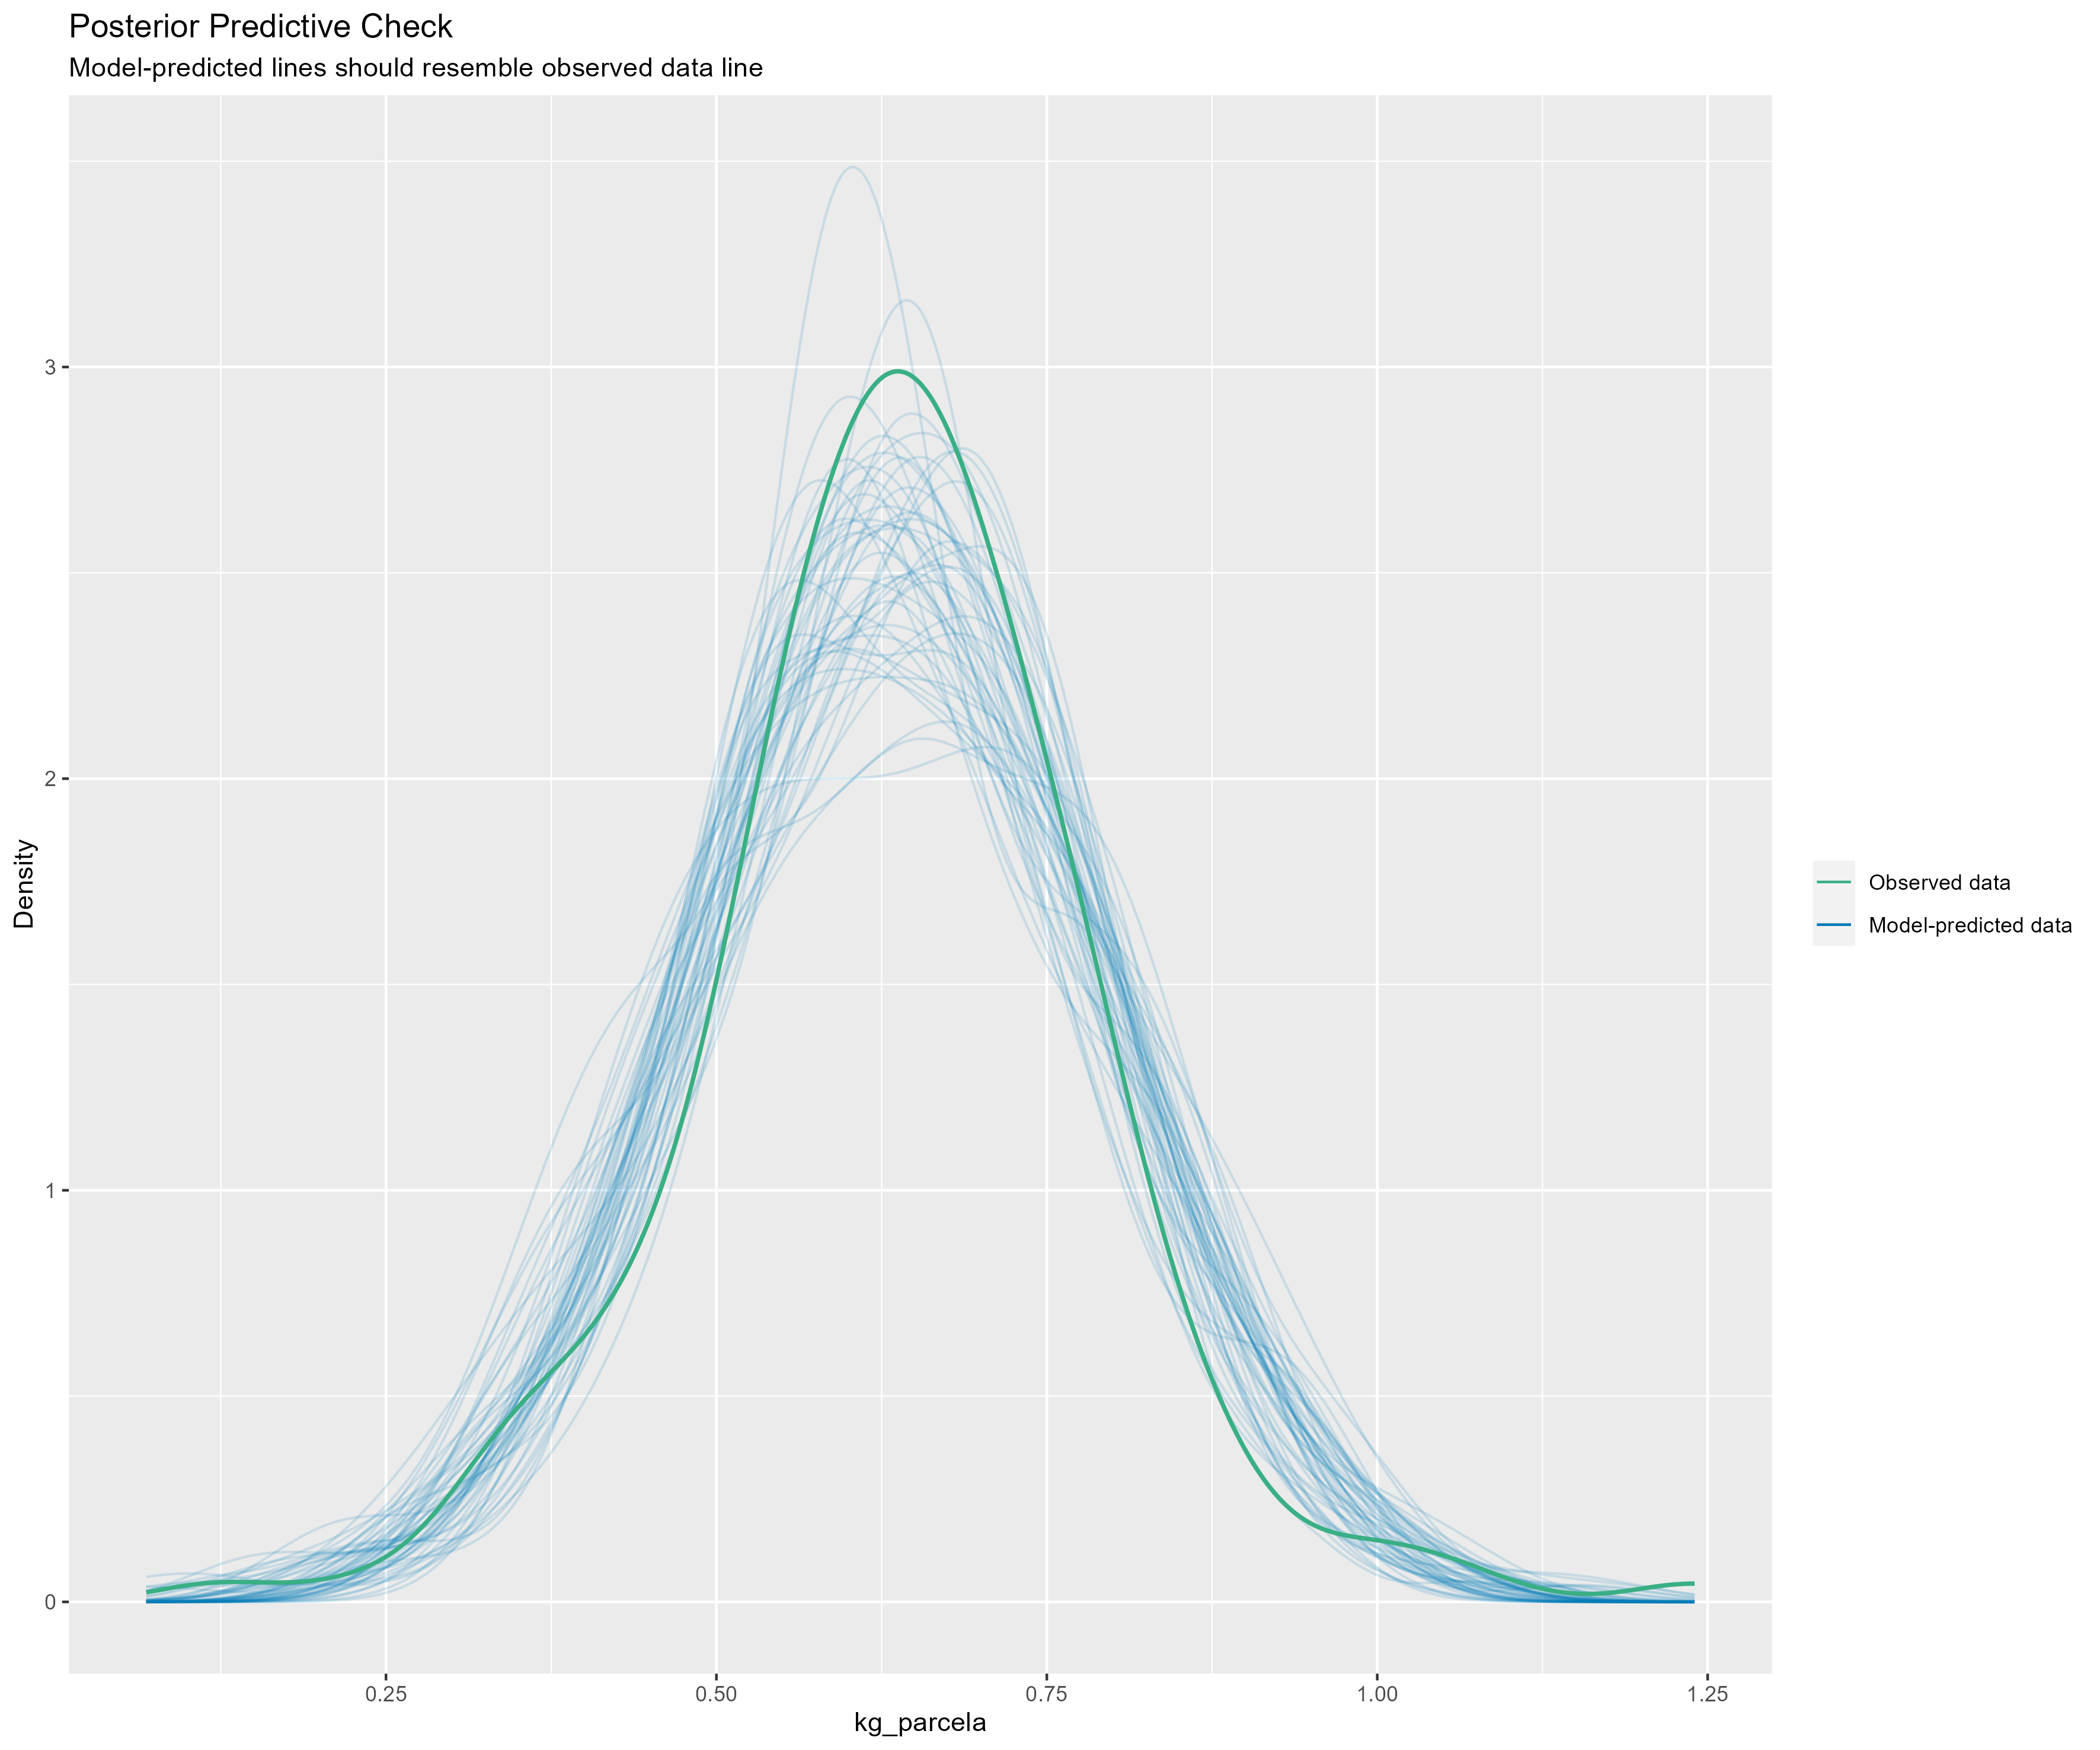 Posterior Predictive Check
Model-predicted lines should resemble observed data line
Density
3
2
1
0
0.25
0.50
0.75
1.00
1.25
kg_parcela
Observed data
Model-predicted data